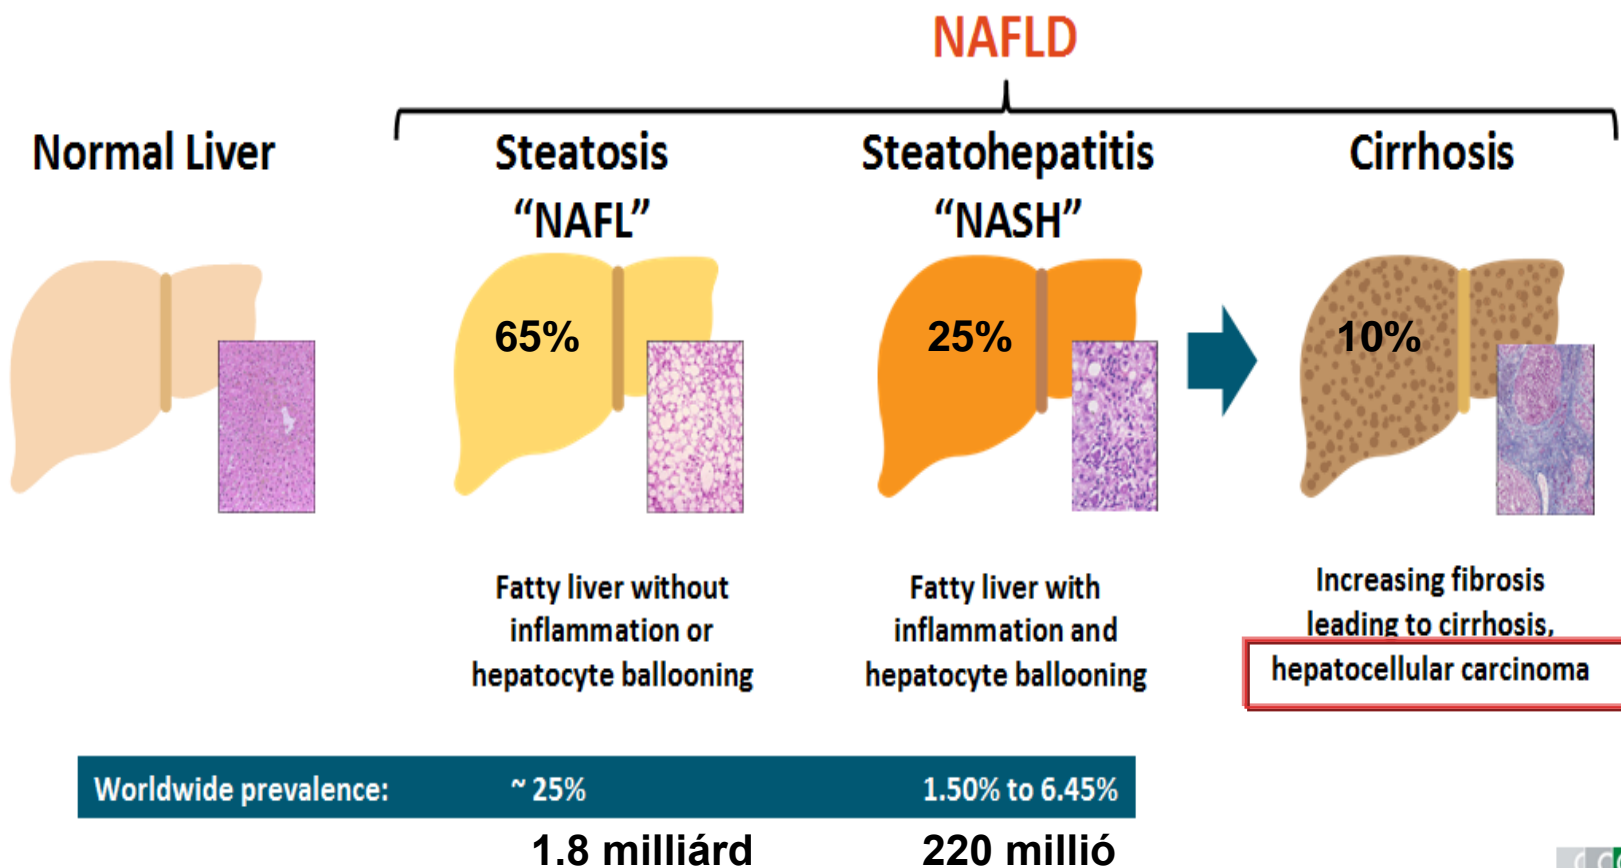 NAFLD
Normal Liver
Steatosis
“NAFL”
Steatohepatitis
“NASH”
Cirrhosis
65%
25%
10%
Fatty liver without
inflammation or
hepatocyte ballooning
Fatty liver with
inflammation and
hepatocyte ballooning
Increasing fibrosis
leading to cirrhosis,
hepatocellular carcinoma
Worldwide prevalence: ~ 25% 1.50% to 6.45%
1.8 milliárd 220 millió